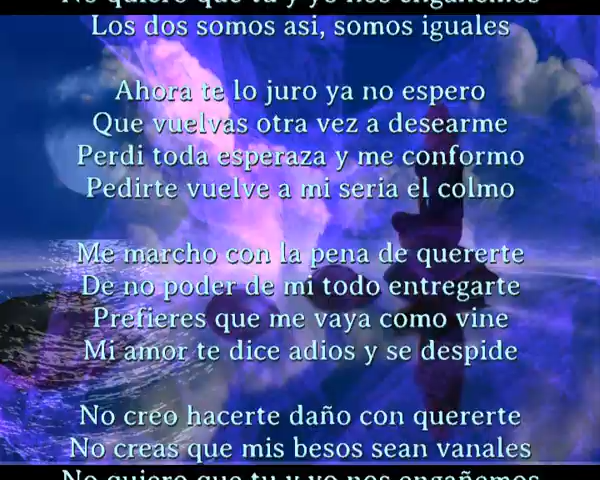 No quiero que tu y yo nos engañemos
Los dos somos asi, somos iguales
Ahora te lo juro ya no espero
Que vuelvas otra vez a desearme
Perdi toda esperaza y me conformo
Pedirte vuelve a mi seria el colmo
Me marcho con la pena de quererte
De no poder de mi todo entregarte
Prefieres que me vaya como vine
Mi amor te dice adios y se despide
No creo hacerte daño con quererte
No creas que mis besos sean vanales
No quiero que tu y yo nos engañemos